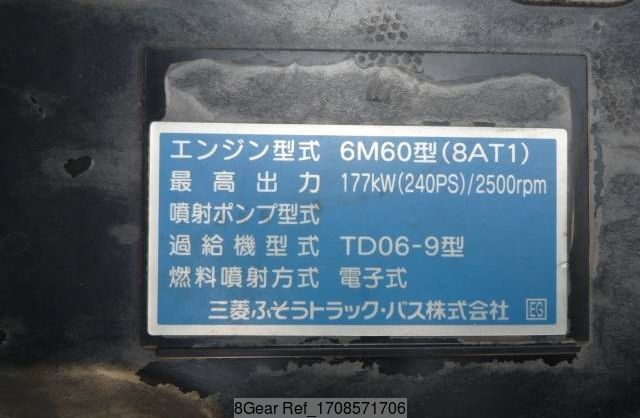 エンジン型式 6M60型(8AT1)
最高出力 177kW(240PS)/2500rpm
噴射ポンプ型式
過給機型式 TD06-9型
燃料噴射方式 電子式
三菱ふそうトラック・バス株式会社 EG
8Gear Ref_1708571706